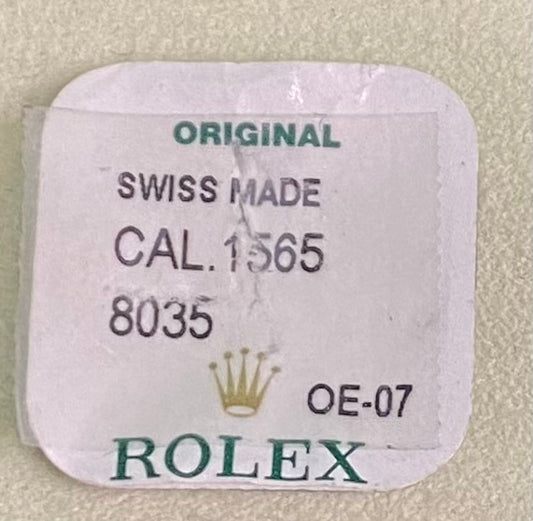 ORIGINAL
SWISS MADE
CAL.1565
8035
OE-07
ROLEX